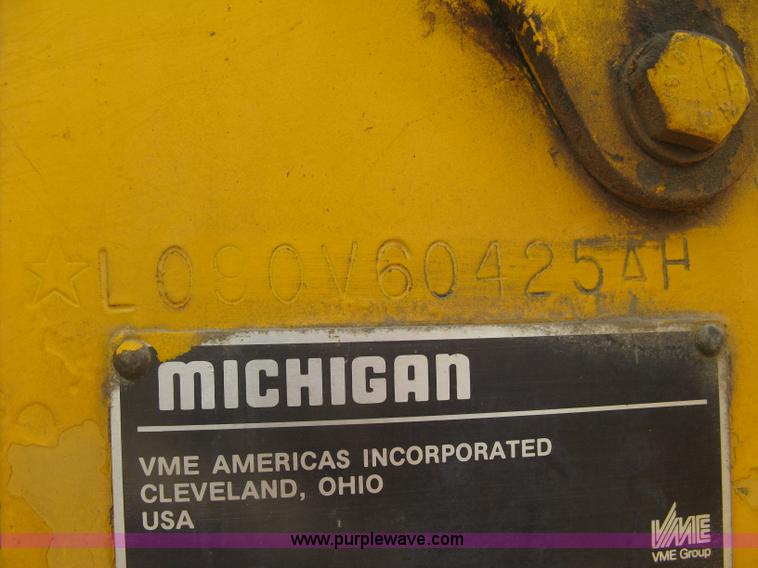 ☆L090V60425AH
MICHIGAN
VME AMERICAS INCORPORATED
CLEVELAND, OHIO
USA
VME
VME Group
www.purplewave.com